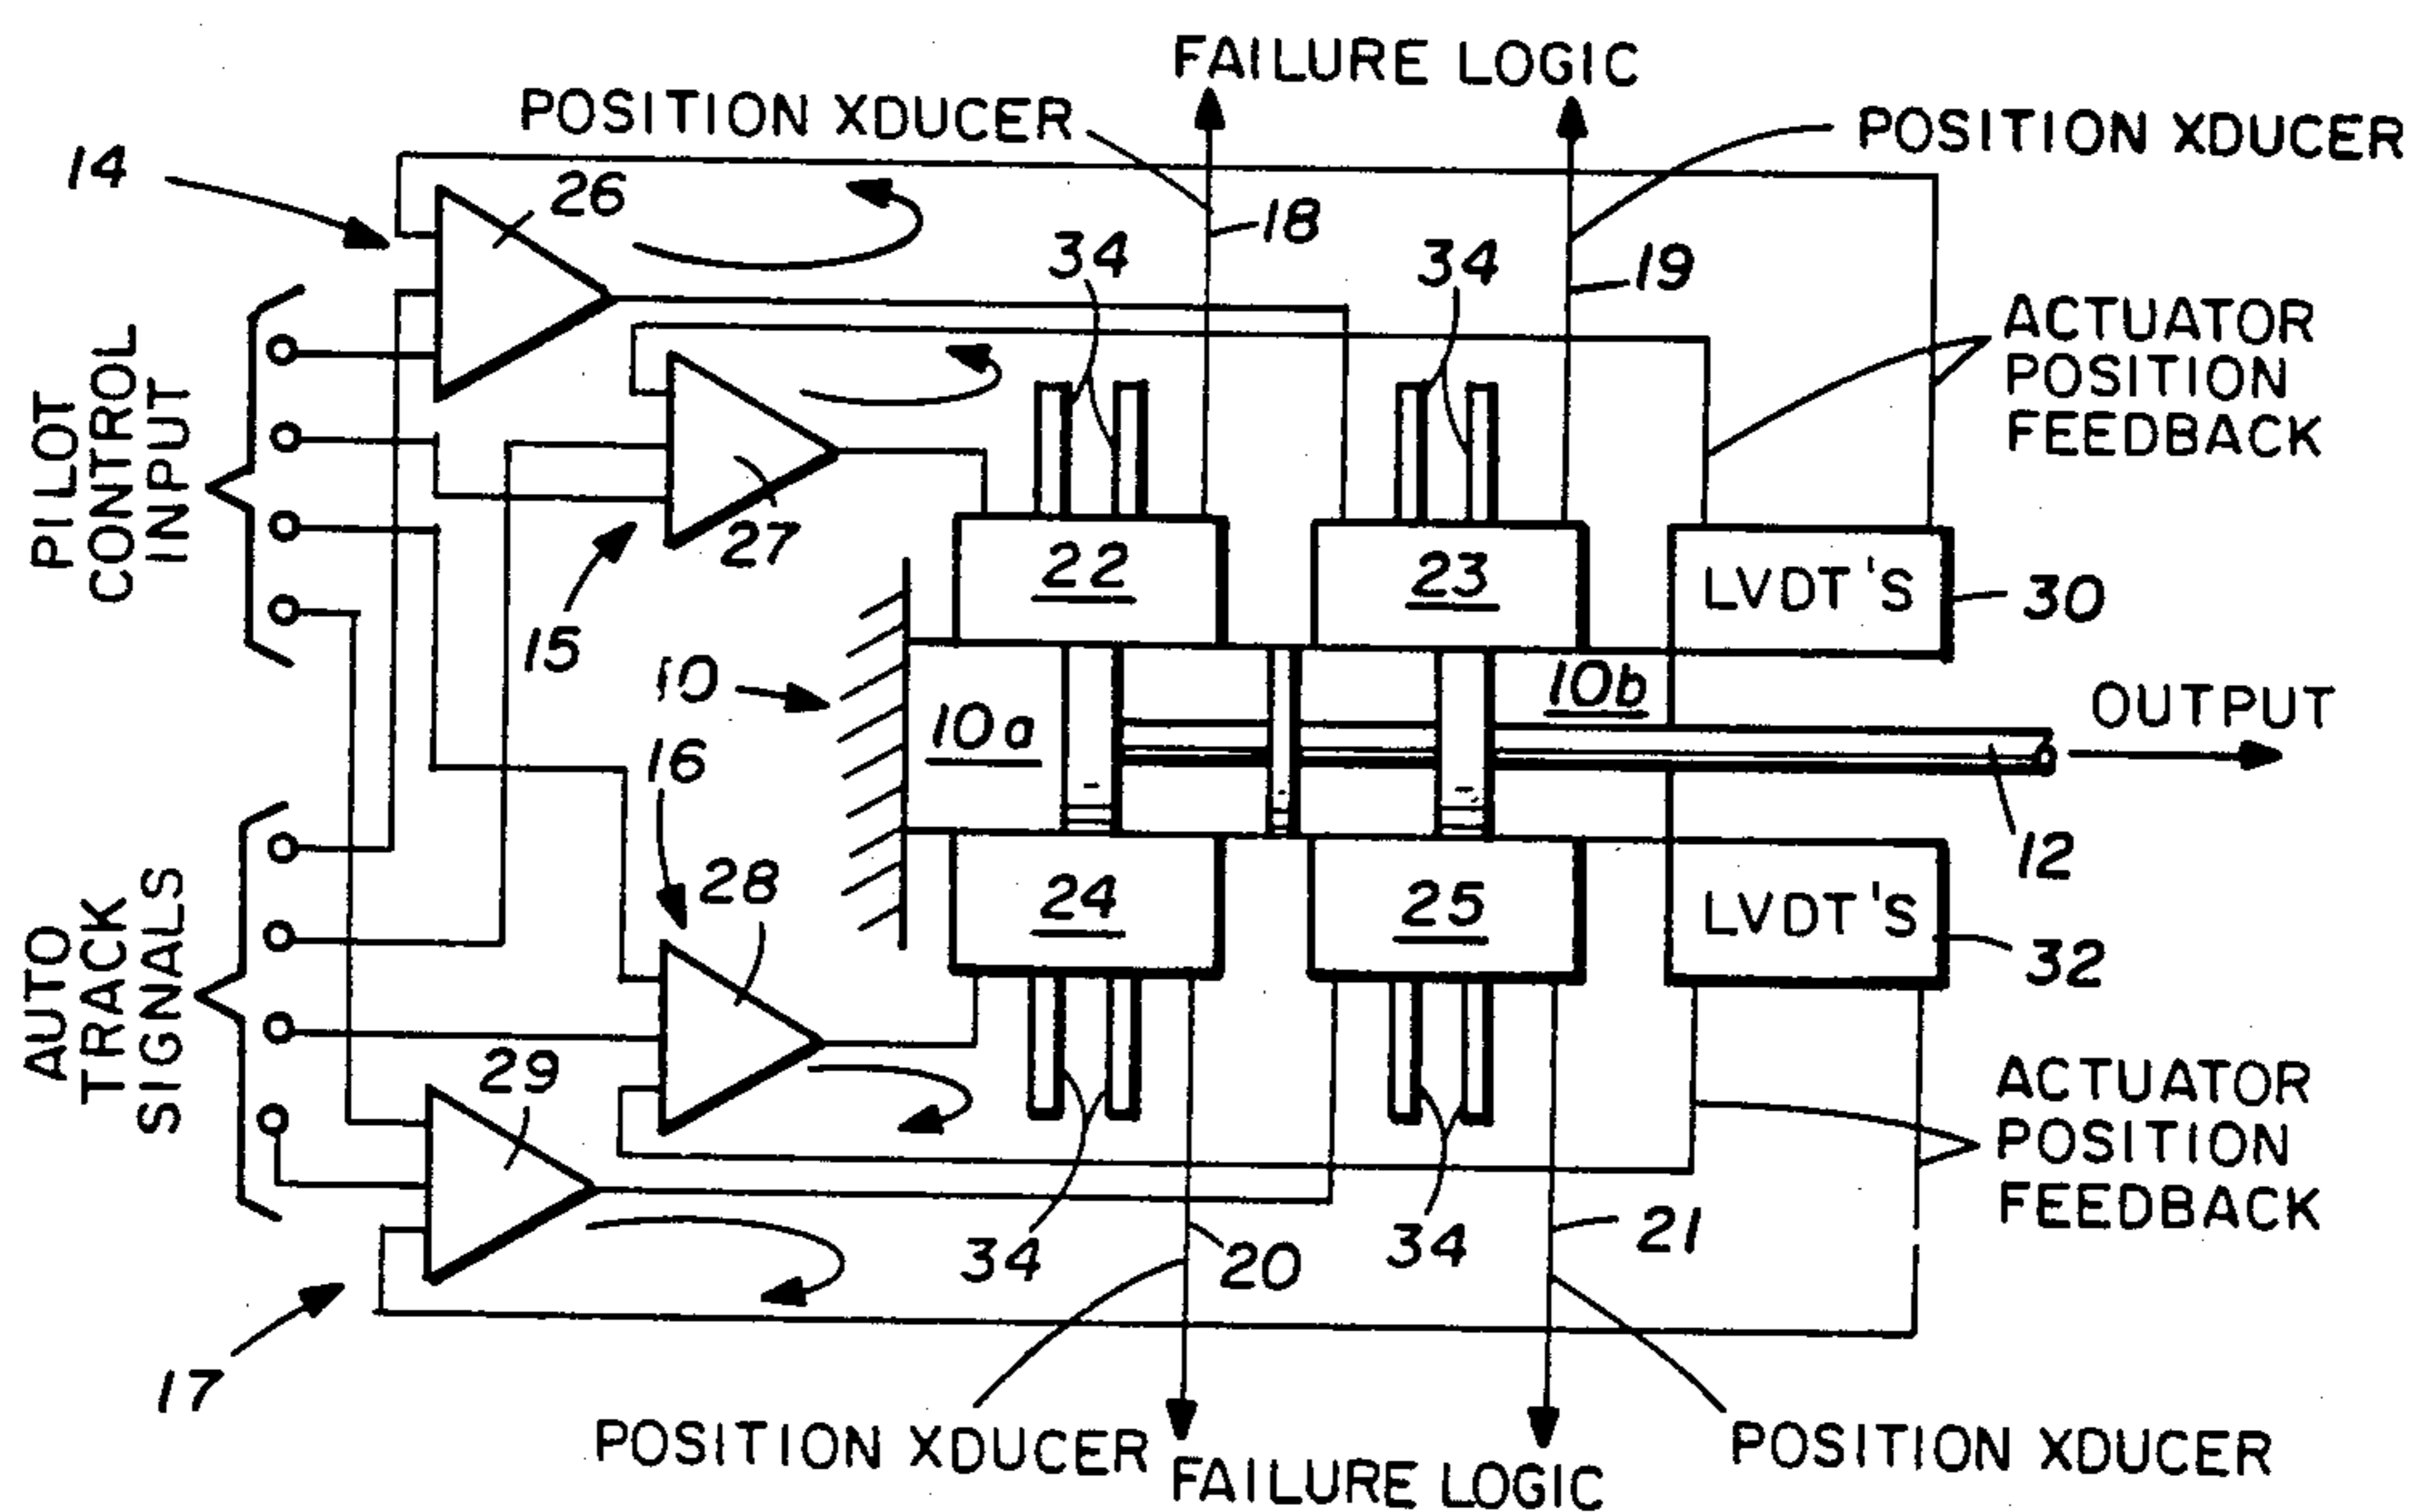 FAILURE LOGIC
POSITION XDUCER
POSITION XDUCER
14
26
18
34
34
19
ACTUATOR
POSITION
FEEDBACK
PILOT
CONTROL
INPUT
27
15
22
23
LVDT'S
30
10
10a
10b
OUTPUT
12
16
28
24
25
LVDT'S
32
AUTO
TRACK
SIGNALS
29
ACTUATOR
POSITION
FEEDBACK
34
20
34
21
17
POSITION XDUCER
FAILURE LOGIC
POSITION XDUCER